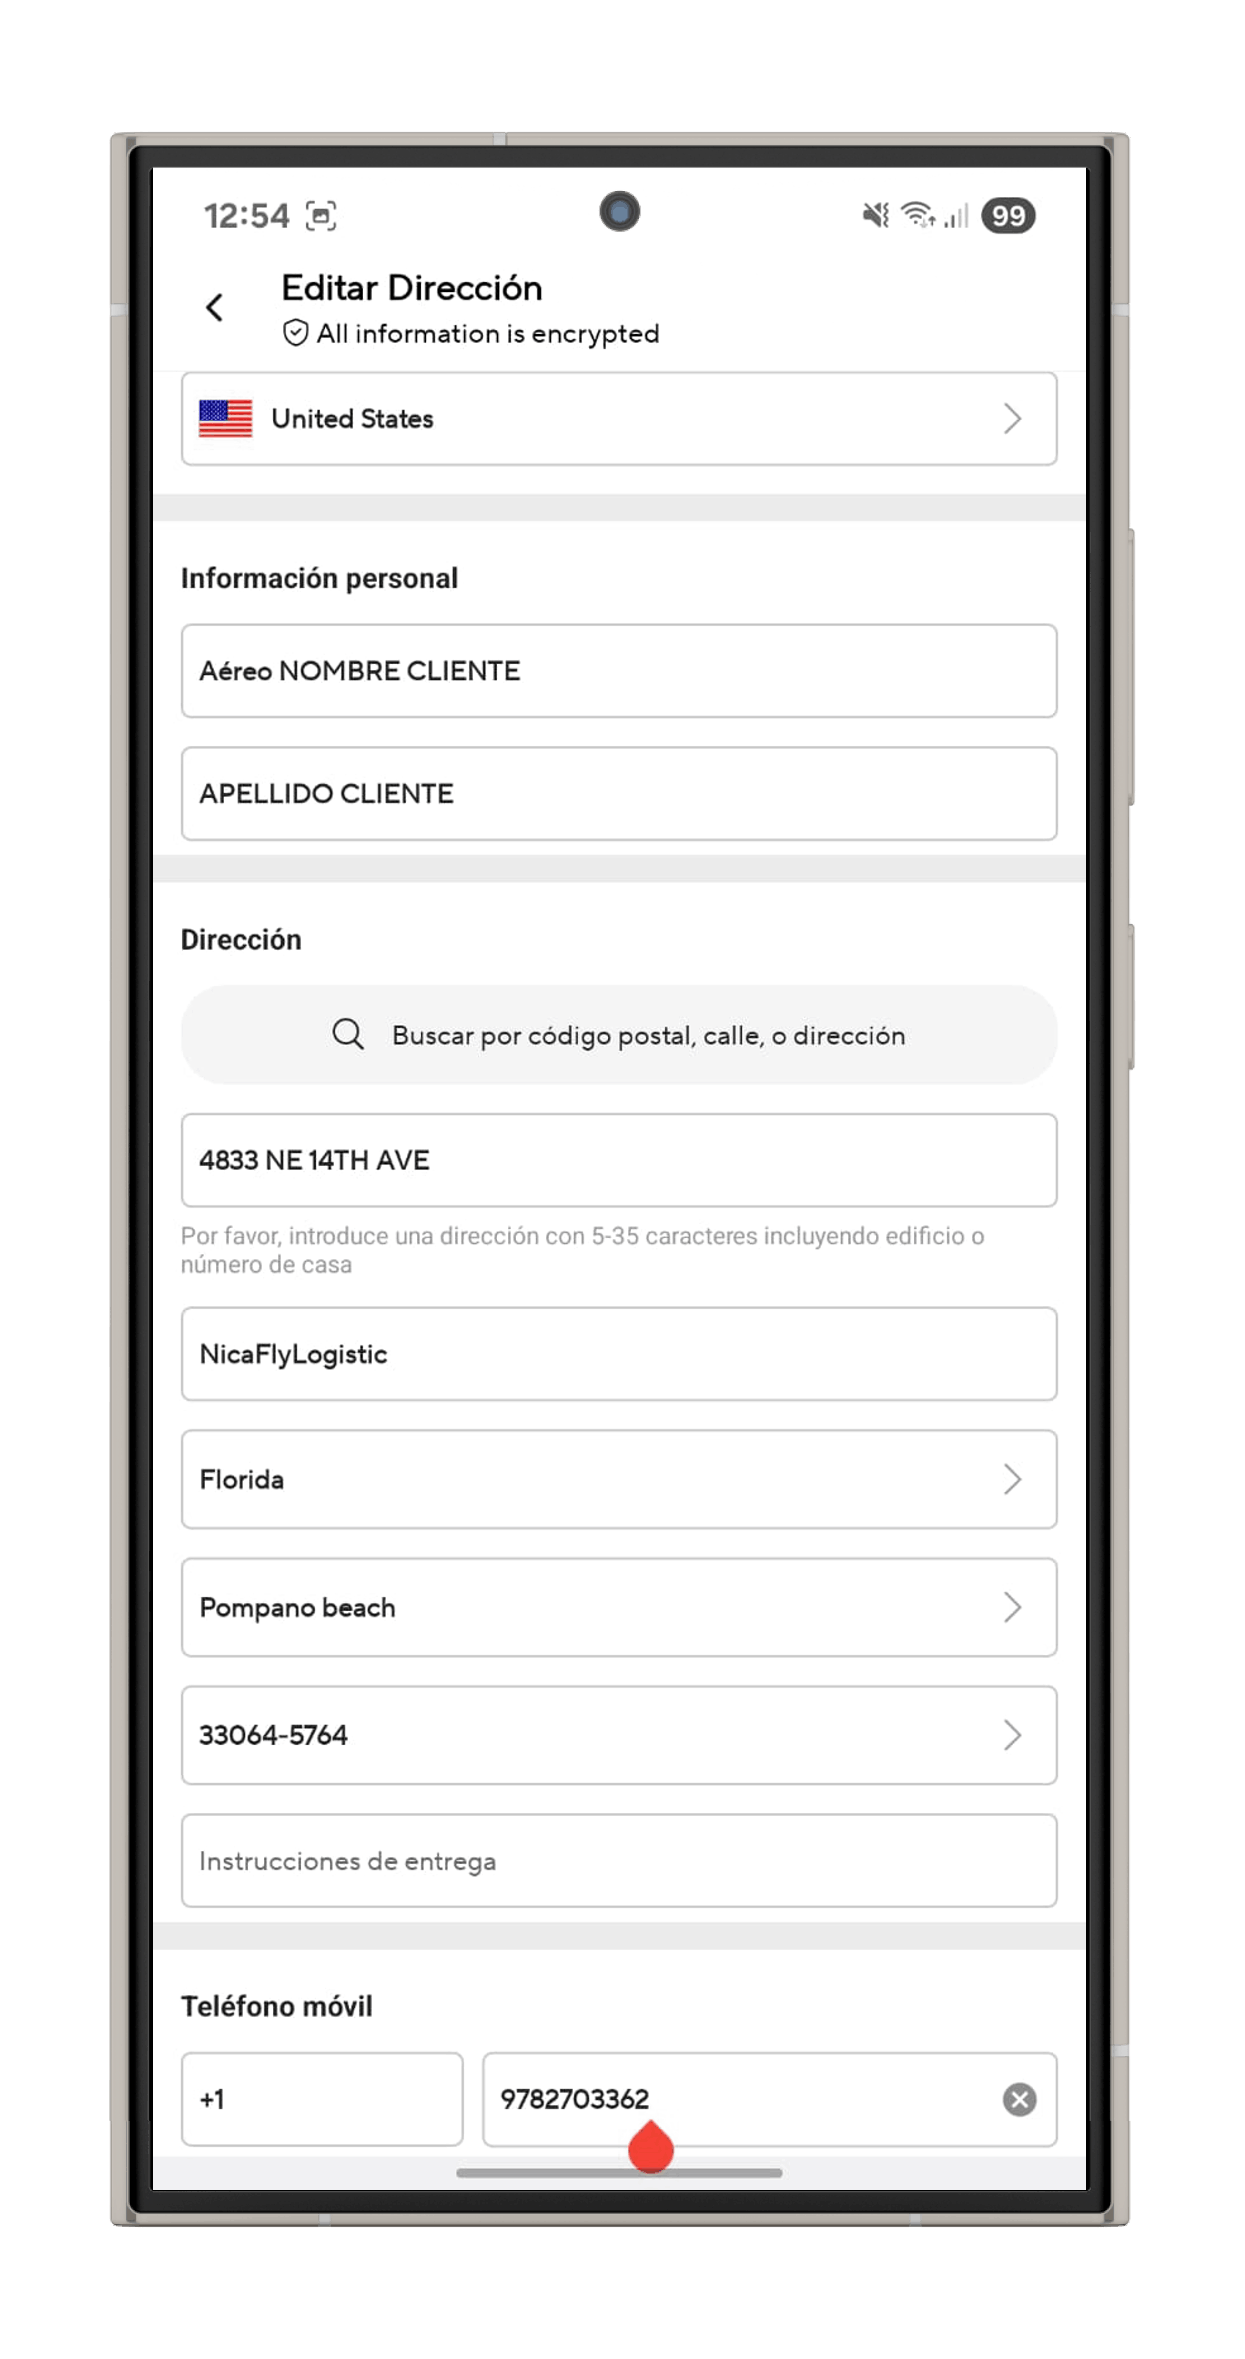 12:54
99
Editar Dirección
All information is encrypted
United States
Información personal
Aéreo NOMBRE CLIENTE
APELLIDO CLIENTE
Dirección
Buscar por código postal, calle, o dirección
4833 NE 14TH AVE
Por favor, introduce una dirección con 5-35 caracteres incluyendo edificio o
número de casa
NicaFlyLogistic
Florida
Pompano beach
33064-5764
Instrucciones de entrega
Teléfono móvil
+1
9782703362